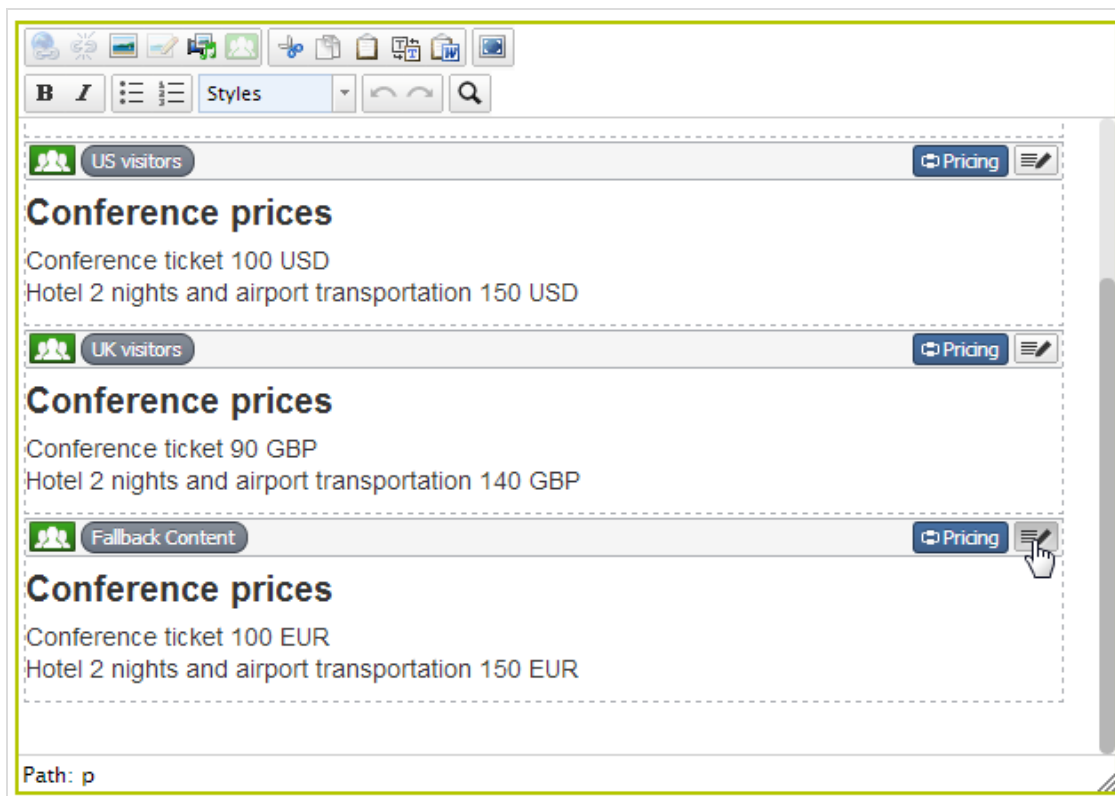 B I Styles
US visitors Pricing
Conference prices
Conference ticket 100 USD
Hotel 2 nights and airport transportation 150 USD
UK visitors Pricing
Conference prices
Conference ticket 90 GBP
Hotel 2 nights and airport transportation 140 GBP
Fallback Content Pricing
Conference prices
Conference ticket 100 EUR
Hotel 2 nights and airport transportation 150 EUR
Path: p